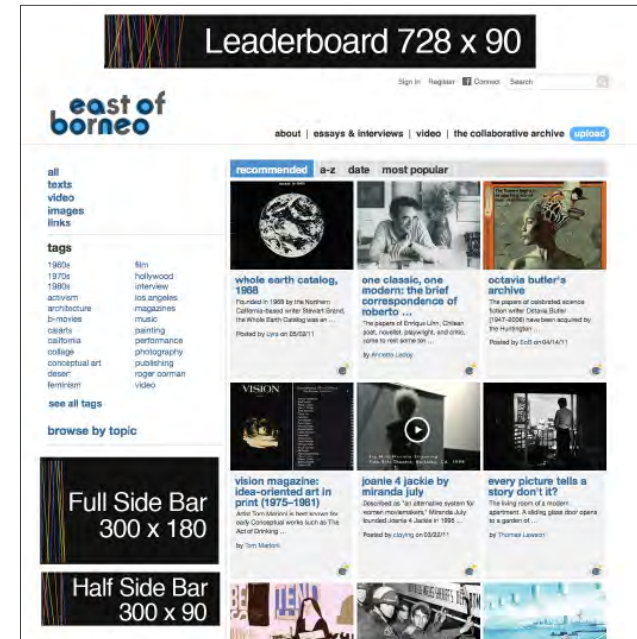 Leaderboard 728 x 90
Sign in Register Connect Search
east of
borneo
about | essays & interviews | video | the collaborative archive upload
all
texts
video
images
links
tags
1960s
1970s
1980s
activism
architecture
b-movies
calarts
california
collage
conceptual art
desert
feminism
film
hollywood
interview
los angeles
magazines
music
painting
performance
photography
publishing
roger corman
video
see all tags
browse by topic
Full Side Bar
300 x 180
Half Side Bar
300 x 90
recommended a-z date most popular
whole earth catalog,
1968
Founded in 1968 by the Northern
California-based writer Stewart Brand,
the Whole Earth Catalog was an ...
Posted by Lyra on 05/02/11
one classic, one
modern: the brief
correspondence of
roberto ...
The papers of Enrique Lihn, Chilean
poet, novelist, playwright, and critic,
come to rest some ten ...
by Annette Leddy
octavia butler's
archive
The papers of celebrated science
fiction writer Octavia Butler
(1947-2006) have been acquired by
the Huntington ...
Posted by EoB on 04/14/11
VISION
vision magazine:
idea-oriented art in
print (1975–1981)
Artist Tom Marioni is best known for
early Conceptual works such as The
Act of Drinking ...
by Tom Marioni
joanie 4 jackie by
miranda july
Described as "an alternative system for
women moviemakers," Miranda July
founded Joanie 4 Jackie in 1995 ...
Posted by cloying on 03/22/11
every picture tells a
story don't it?
The living room of a modern
apartment. A sliding glass door opens
to a garden of ...
by Thomas Lawson